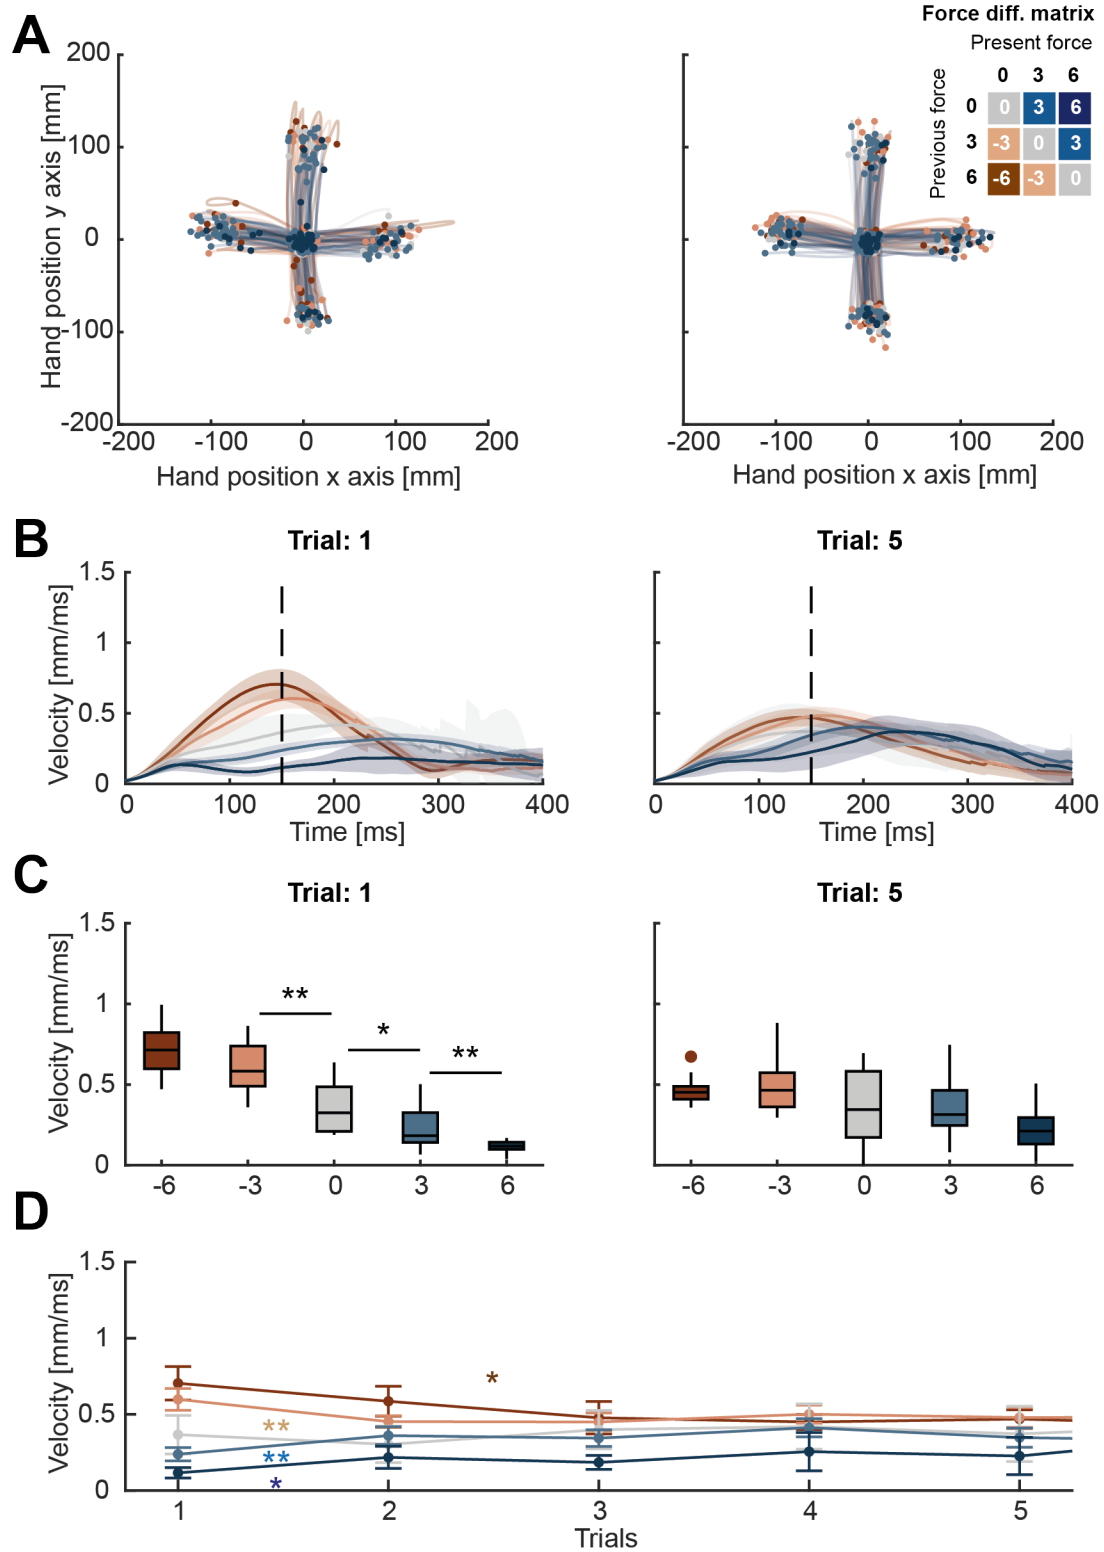 A
Force diff. matrix
Present force
0 3 6
Previous force
0 0 3 6
3 -3 0 3
6 -6 -3 0
Hand position y axis [mm]
200
100
0
-100
-200
-200 -100 0 100 200
Hand position x axis [mm]
-200 -100 0 100 200
Hand position x axis [mm]
B
Trial: 1
Velocity [mm/ms]
1.5
1
0.5
0
0 100 200 300 400
Time [ms]
Trial: 5
0 100 200 300 400
Time [ms]
C
Trial: 1
Velocity [mm/ms]
1.5
1
0.5
0
** * **
-6 -3 0 3 6
Trial: 5
-6 -3 0 3 6
D
Velocity [mm/ms]
1.5
1
0.5
0
*
**
**
*
1 2 3 4 5
Trials